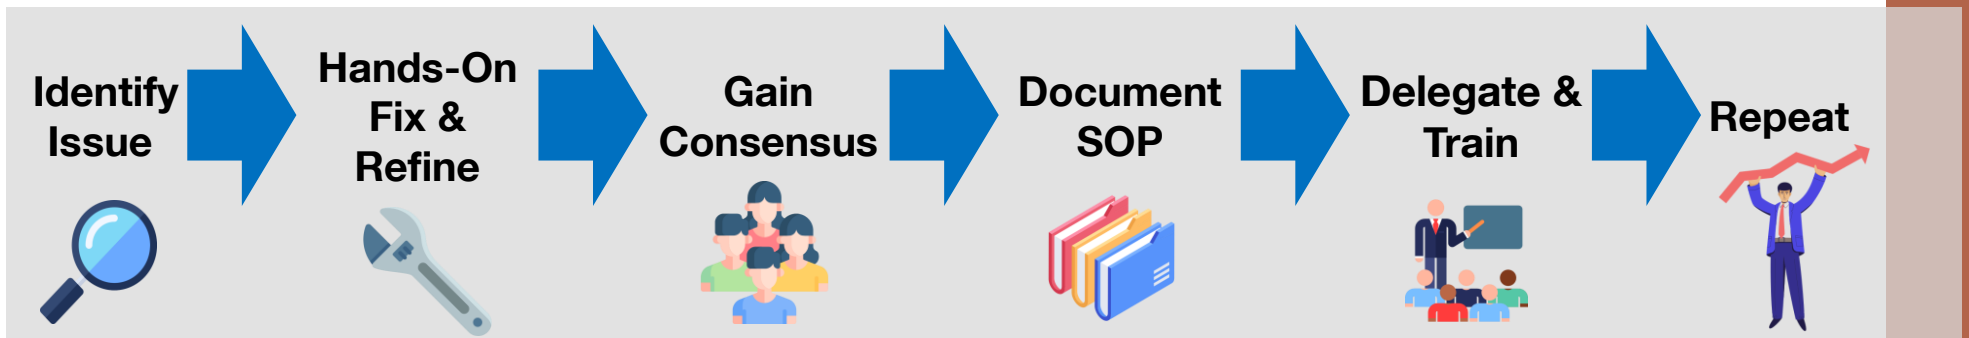 Identify
Issue
Hands-On
Fix &
Refine
Gain
Consensus
Document
SOP
Delegate &
Train
Repeat